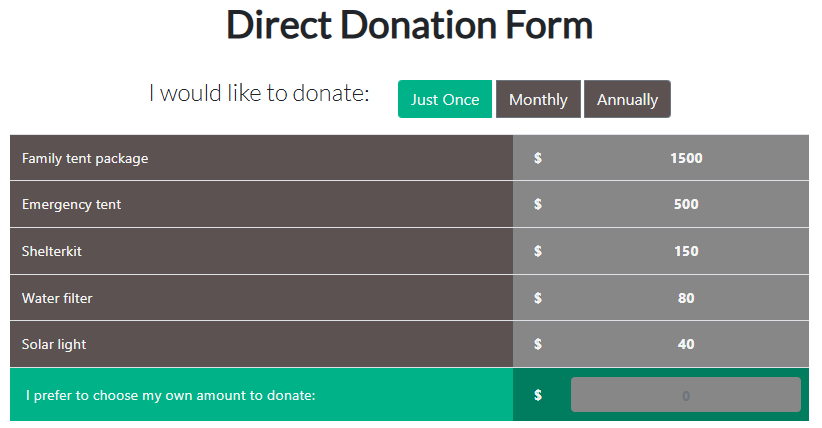 Direct Donation Form
I would like to donate: Just Once Monthly Annually
Family tent package $ 1500
Emergency tent $ 500
Shelterkit $ 150
Water filter $ 80
Solar light $ 40
I prefer to choose my own amount to donate: $ 0